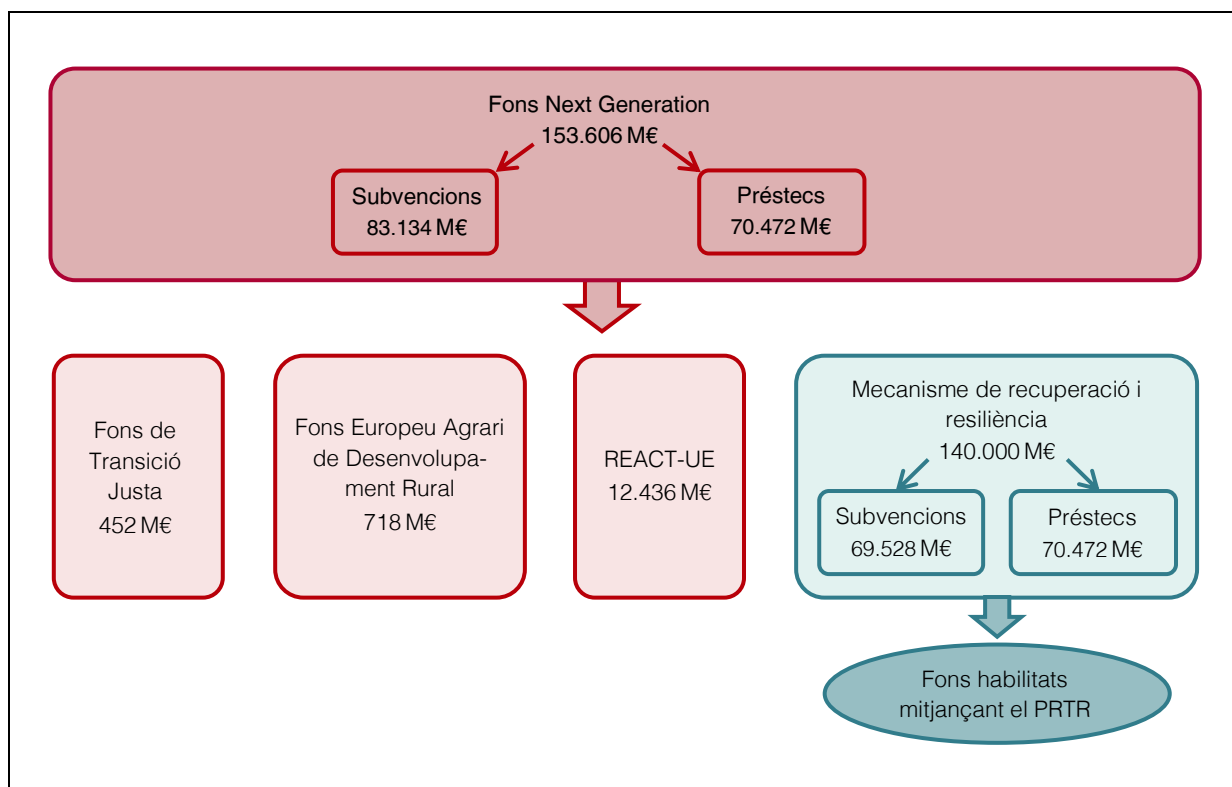 Fons Next Generation
153.606 M€
Subvencions
83.134 M€
Préstecs
70.472 M€
Fons de
Transició
Justa
452 M€
Fons Europeu Agrari
de Desenvolupa-
ment Rural
718 M€
REACT-UE
12.436 M€
Mecanisme de recuperació i
resiliència
140.000 M€
Subvencions
69.528 M€
Préstecs
70.472 M€
Fons habilitats
mitjançant el PRTR